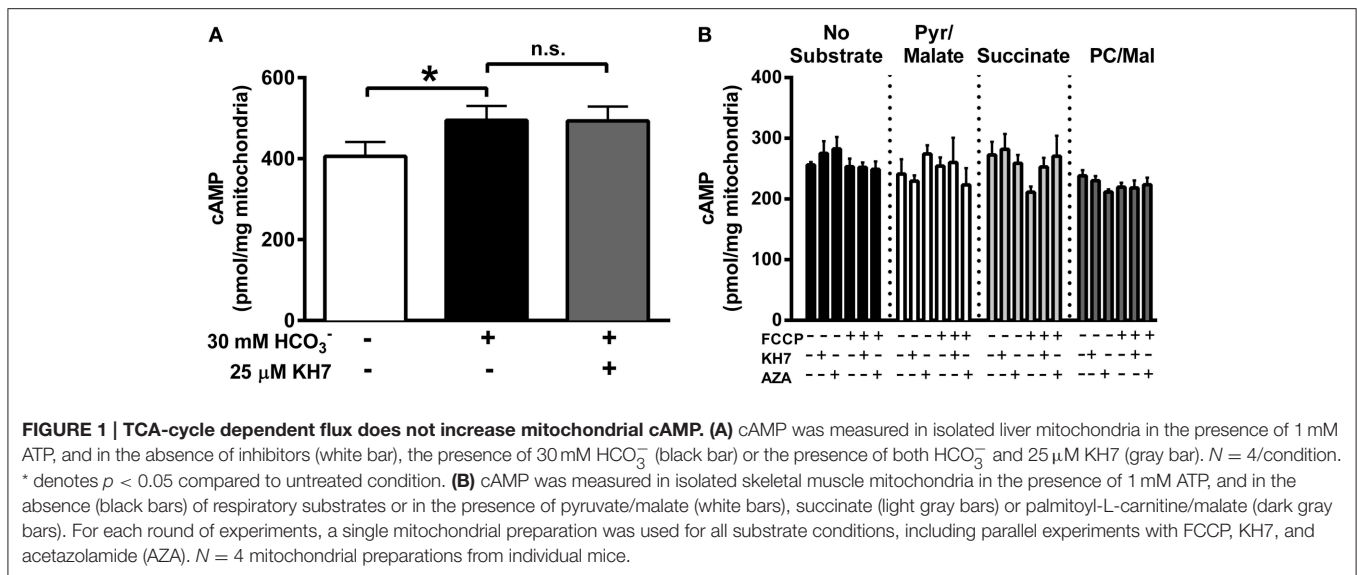 A
n.s.
*
600
400
200
0
cAMP
(pmol/mg mitochondria)
30 mM HCO₃⁻ - + +
25 μM KH7 - - +
B
No Substrate
Pyr/ Malate
Succinate
PC/Mal
400
300
200
100
0
cAMP
(pmol/mg mitochondria)
FCCP - - - + + + - - - + + + - - - + + + - - - + + +
KH7 - + - - + - - + - - + - - + - - + - - + - - + -
AZA - - + - - + - - + - - + - - + - - + - - + - - +
FIGURE 1 | TCA-cycle dependent flux does not increase mitochondrial cAMP. (A) cAMP was measured in isolated liver mitochondria in the presence of 1 mM
ATP, and in the absence of inhibitors (white bar), the presence of 30 mM HCO₃⁻ (black bar) or the presence of both HCO₃⁻ and 25 μM KH7 (gray bar). N = 4/condition.
* denotes p < 0.05 compared to untreated condition. (B) cAMP was measured in isolated skeletal muscle mitochondria in the presence of 1 mM ATP, and in the
absence (black bars) of respiratory substrates or in the presence of pyruvate/malate (white bars), succinate (light gray bars) or palmitoyl-L-carnitine/malate (dark gray
bars). For each round of experiments, a single mitochondrial preparation was used for all substrate conditions, including parallel experiments with FCCP, KH7, and
acetazolamide (AZA). N = 4 mitochondrial preparations from individual mice.